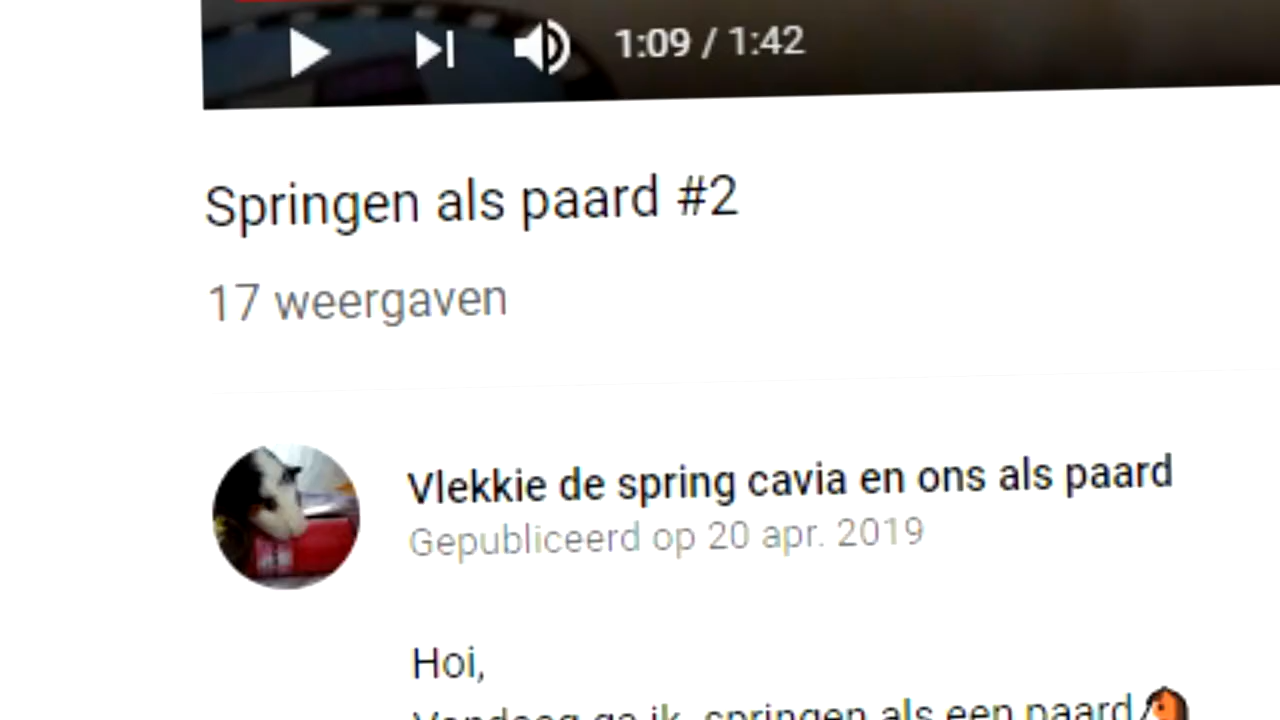 1:09 / 1:42
Springen als paard #2
17 weergaven
Vlekkie de spring cavia en ons als paard
Gepubliceerd op 20 apr. 2019
Hoi,
Vandaag ga ik springen als een paard